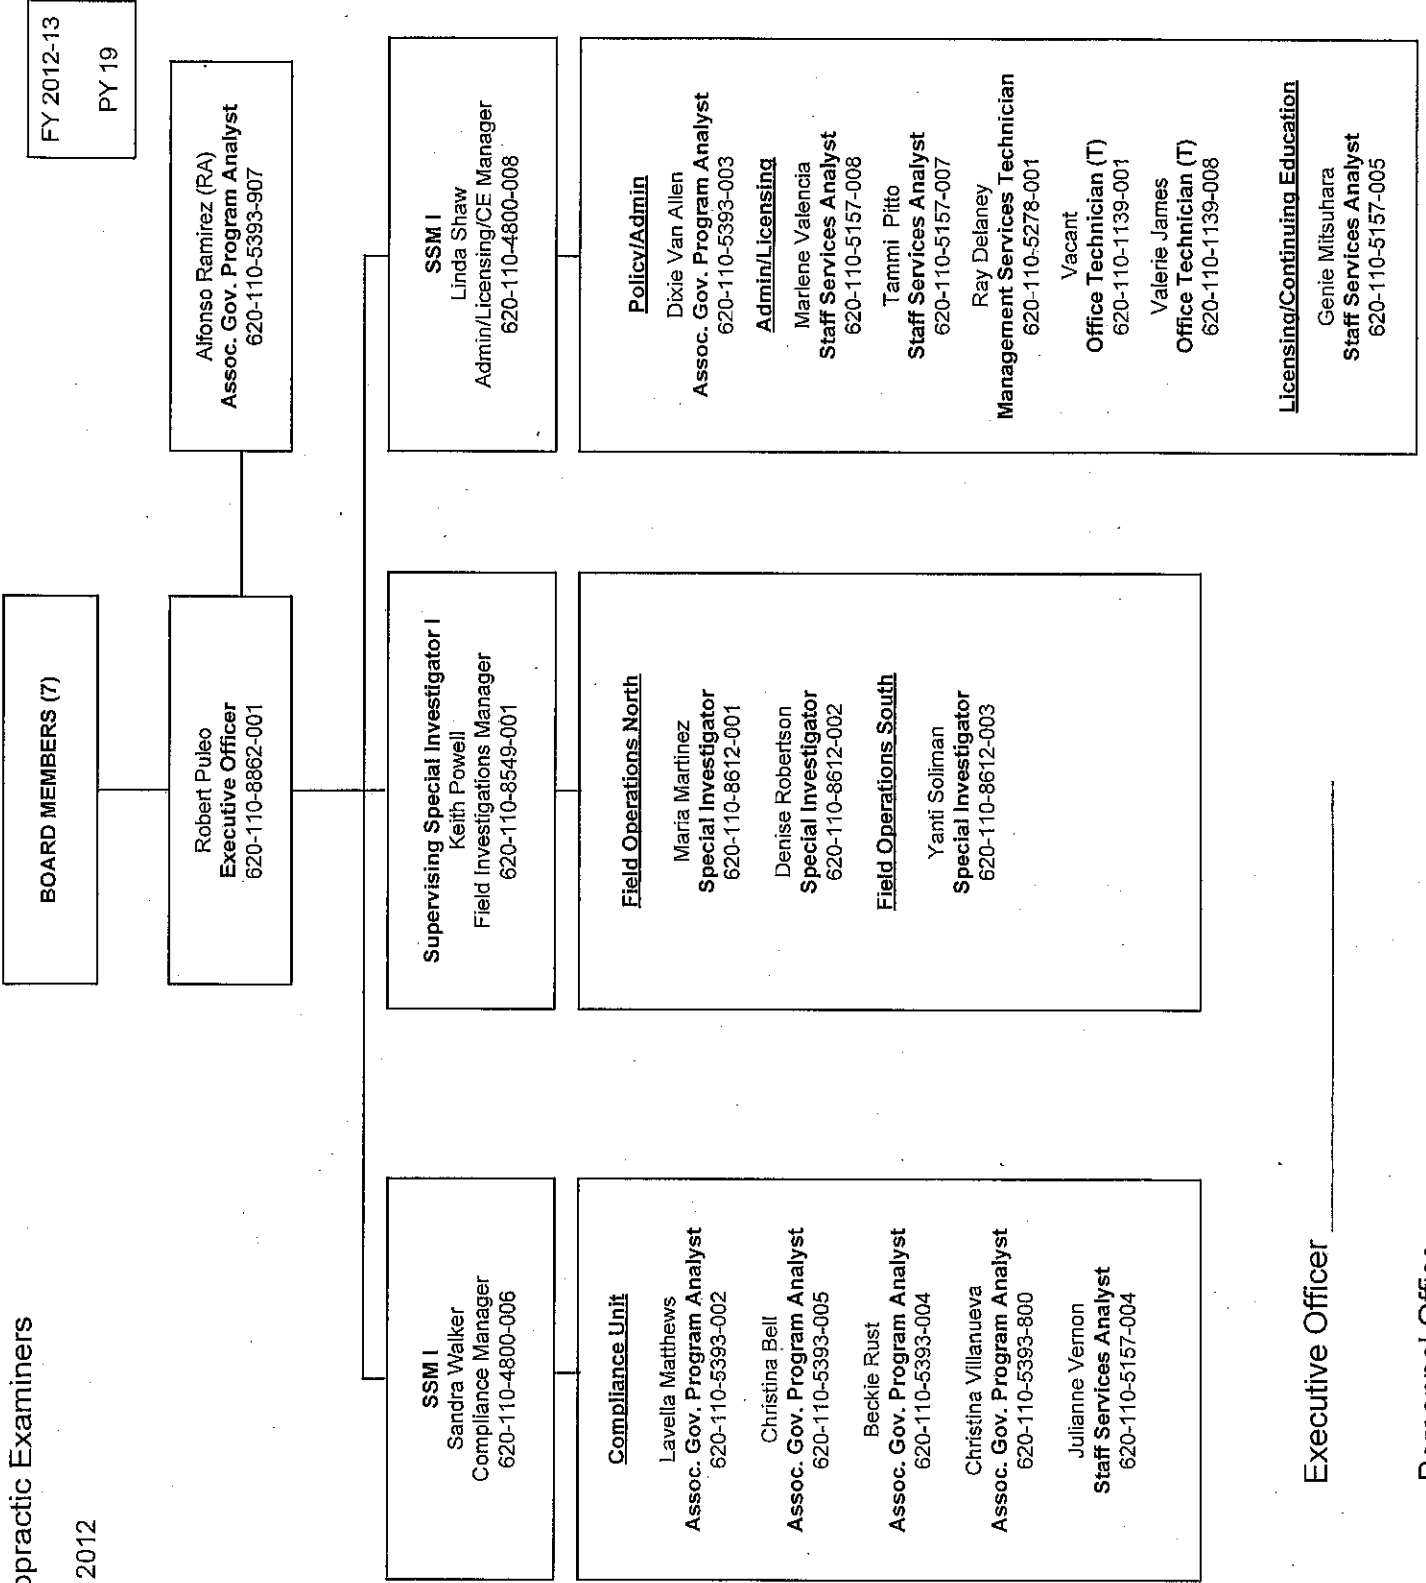 opractic Examiners
2012
FY 2012-13
PY 19
BOARD MEMBERS (7)
Robert Puleo
Executive Officer
620-110-8862-001
Alfonso Ramirez (RA)
Assoc. Gov. Program Analyst
620-110-5393-907
SSM I
Sandra Walker
Compliance Manager
620-110-4800-006
Supervising Special Investigator I
Keith Powell
Field Investigations Manager
620-110-8549-001
SSM I
Linda Shaw
Admin/Licensing/CE Manager
620-110-4800-008
Compliance Unit
Lavella Matthews
Assoc. Gov. Program Analyst
620-110-5393-002
Christina Bell
Assoc. Gov. Program Analyst
620-110-5393-005
Beckie Rust
Assoc. Gov. Program Analyst
620-110-5393-004
Christina Villanueva
Assoc. Gov. Program Analyst
620-110-5393-800
Julianne Vernon
Staff Services Analyst
620-110-5157-004
Field Operations North
Maria Martinez
Special Investigator
620-110-8612-001
Denise Robertson
Special Investigator
620-110-8612-002
Field Operations South
Yanti Soliman
Special Investigator
620-110-8612-003
Policy/Admin
Dixie Van Allen
Assoc. Gov. Program Analyst
620-110-5393-003
Admin/Licensing
Marlene Valencia
Staff Services Analyst
620-110-5157-008
Tammi Pitto
Staff Services Analyst
620-110-5157-007
Ray Delaney
Management Services Technician
620-110-5278-001
Vacant
Office Technician (T)
620-110-1139-001
Valerie James
Office Technician (T)
620-110-1139-008
Licensing/Continuing Education
Genie Mitsuhara
Staff Services Analyst
620-110-5157-005
Executive Officer